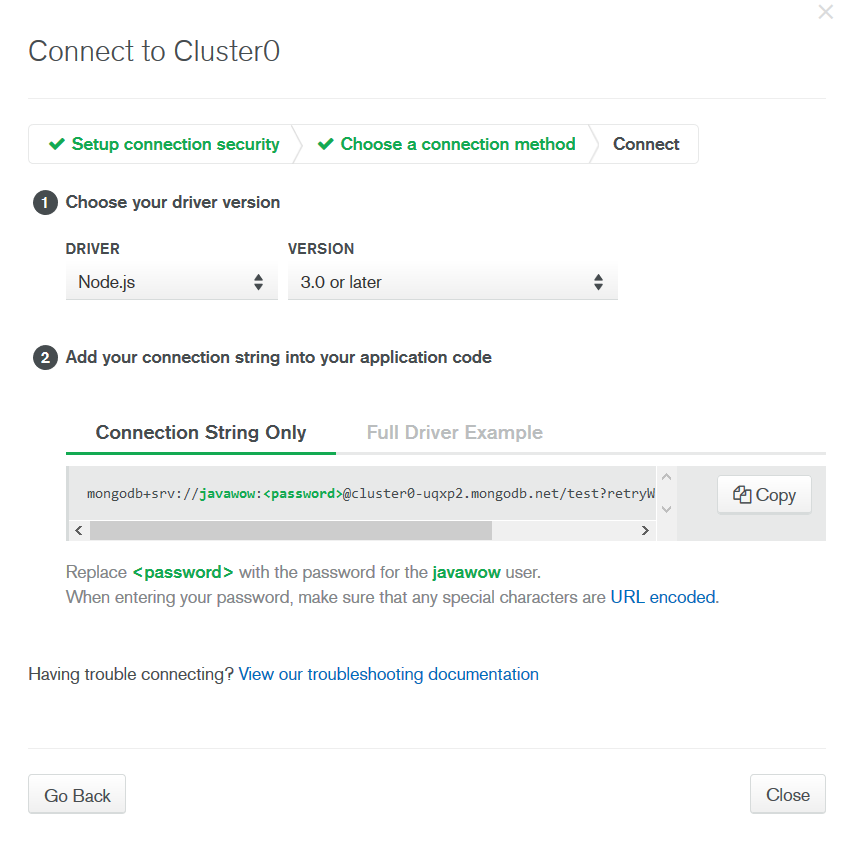 Connect to Cluster0
Setup connection security
Choose a connection method
Connect
1 Choose your driver version
DRIVER VERSION
Node.js 3.0 or later
2 Add your connection string into your application code
Connection String Only Full Driver Example
mongodb+srv://javawow:<password>@cluster0-uqxp2.mongodb.net/test?retryW
Copy
Replace <password> with the password for the javawow user.
When entering your password, make sure that any special characters are URL encoded.
Having trouble connecting? View our troubleshooting documentation
Go Back Close